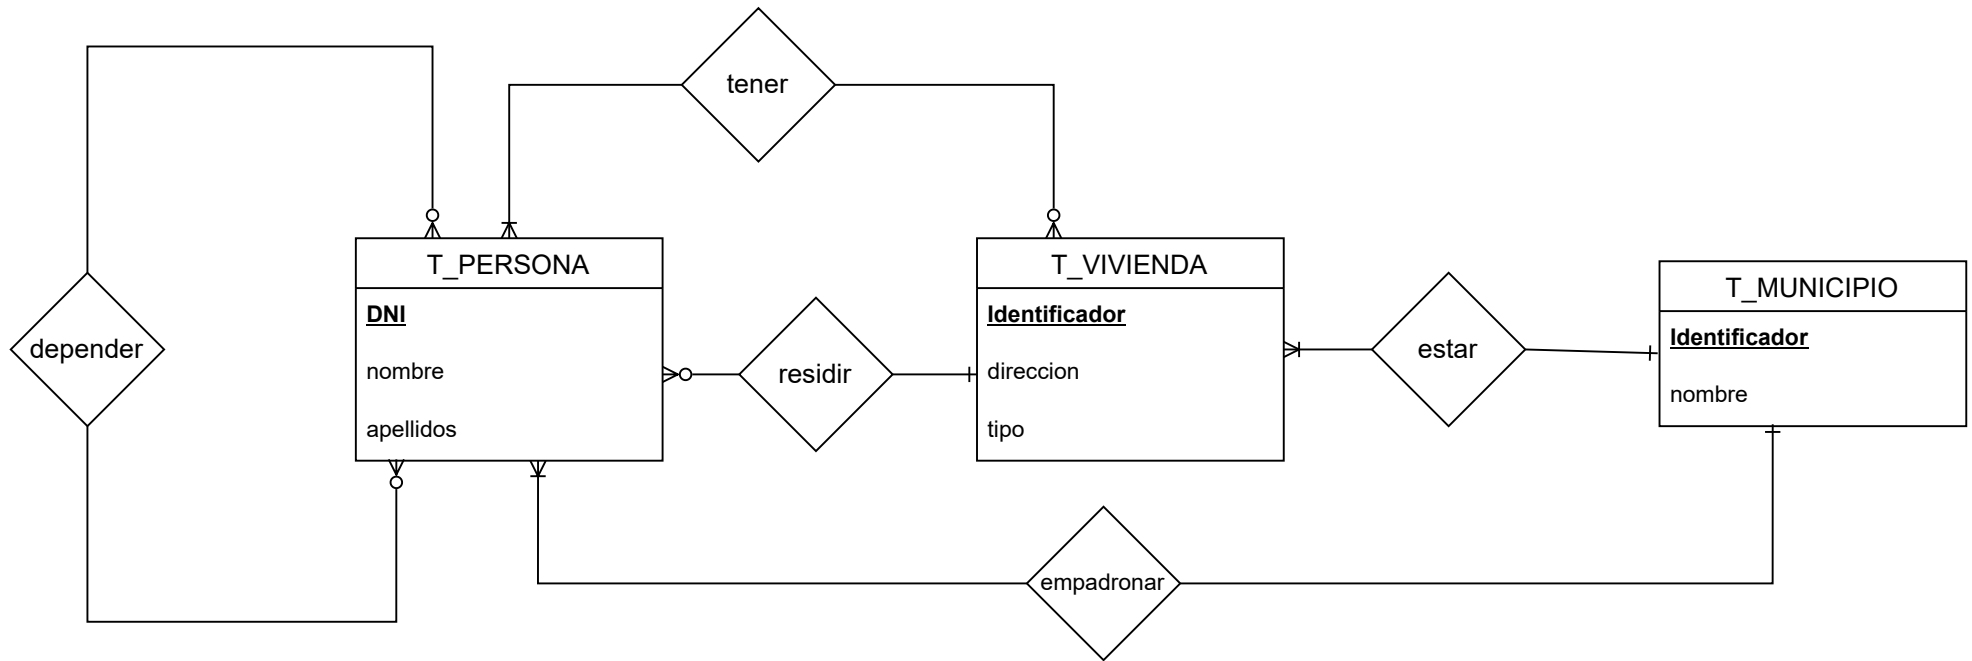 tener
T_PERSONA
DNI
nombre
apellidos
depender
residir
T_VIVIENDA
Identificador
direccion
tipo
estar
T_MUNICIPIO
Identificador
nombre
empadronar